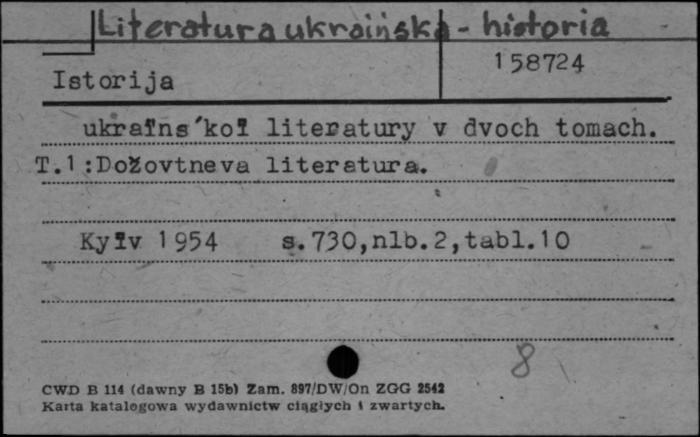 Literatura ukraińska - historia
158724
Istorija
ukraïns'koï literatury v dvoch tomach.
T.1:Dožovtneva literatura.
Kyïv 1954 s.730,nlb.2,tabl.10
8
CWD B 114 (dawny B 15b) Zam. 897/DW/On ZGG 2542
Karta katalogowa wydawnictw ciągłych i zwartych.